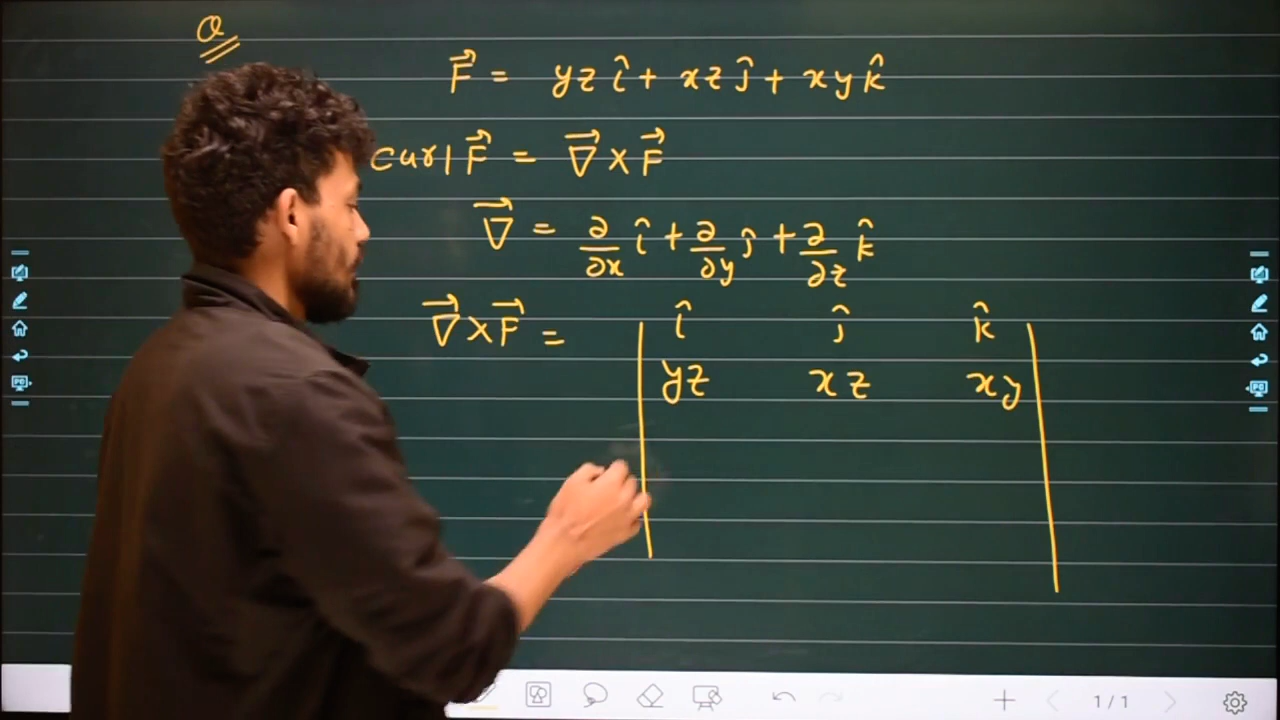 Q
F⃗ = yz î + xz ĵ + xy k̂
curl F⃗ = ∇⃗ × F⃗
∇⃗ = ∂/∂x î + ∂/∂y ĵ + ∂/∂z k̂
∇⃗ × F⃗ = | î ĵ k̂ |
yz xz xy
1/1